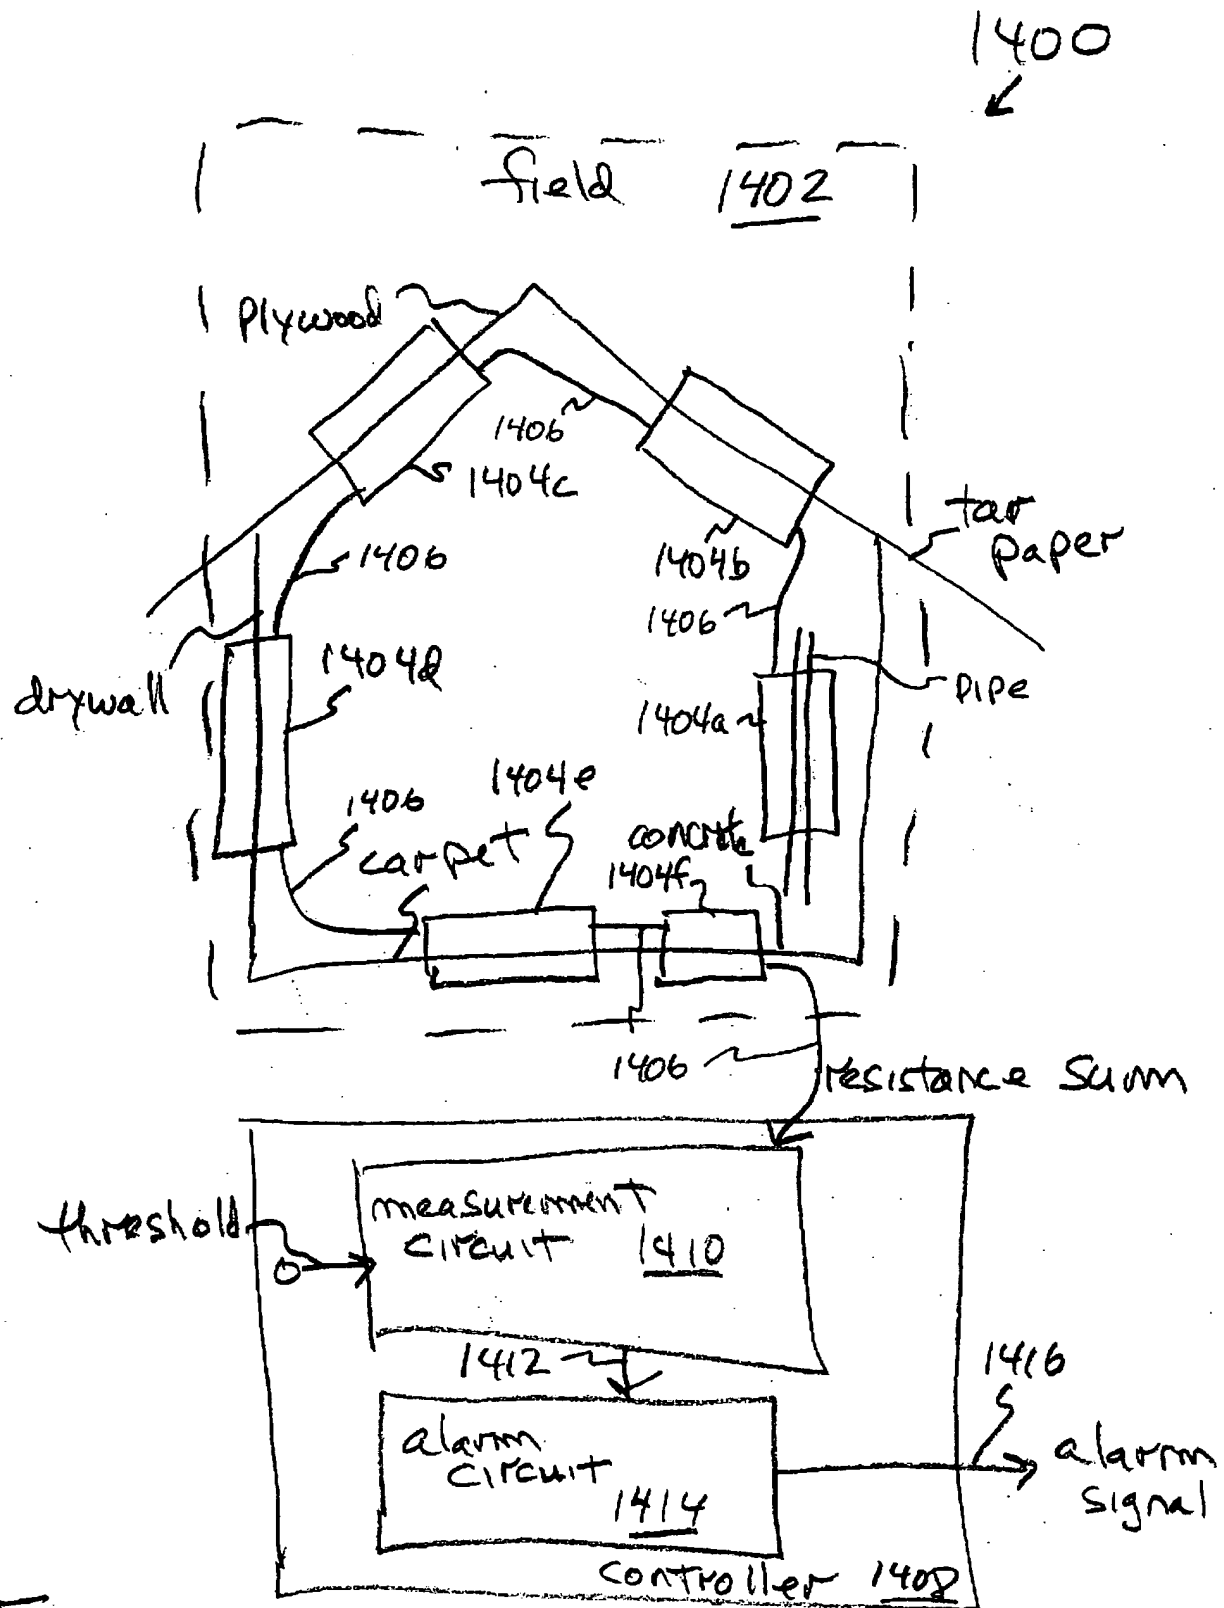 1400
field 1402
plywood
1406
1404c
tar
paper
1406
1404b
1406
drywall
1404d
pipe
1404a
1404e
1406
carpet
concrete
1404f
1406
resistance sum
threshold
measurement
circuit 1410
1412
1416
alarm
circuit
1414
alarm
signal
controller 1408